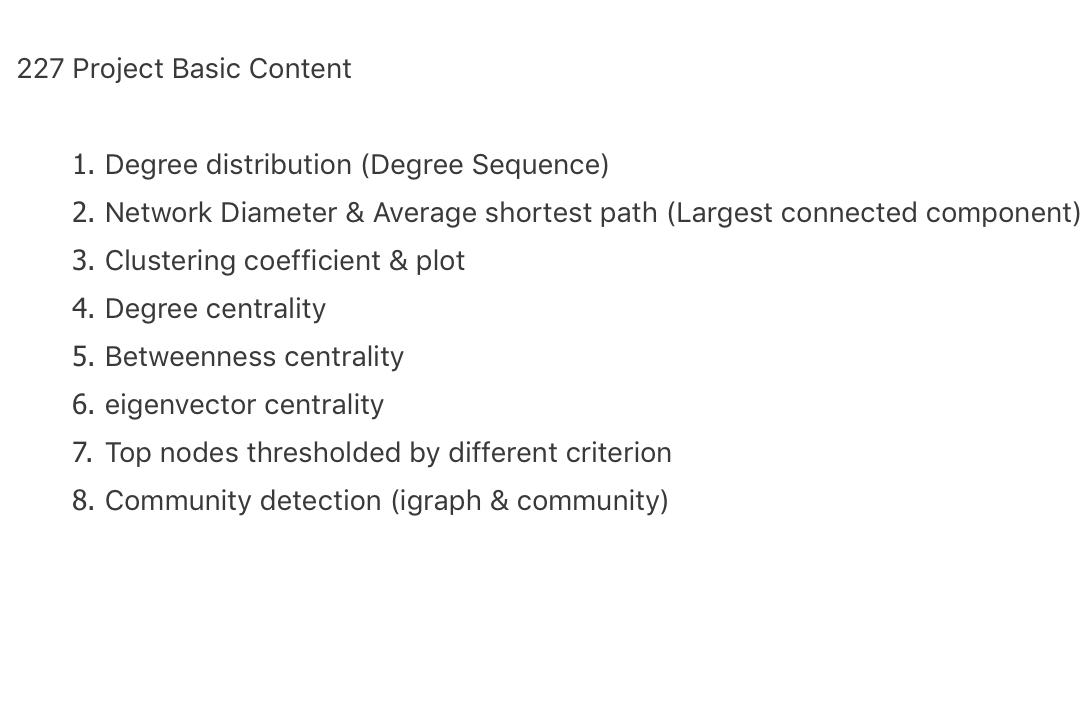 227 Project Basic Content
1. Degree distribution (Degree Sequence)
2. Network Diameter & Average shortest path (Largest connected component)
3. Clustering coefficient & plot
4. Degree centrality
5. Betweenness centrality
6. eigenvector centrality
7. Top nodes thresholded by different criterion
8. Community detection (igraph & community)